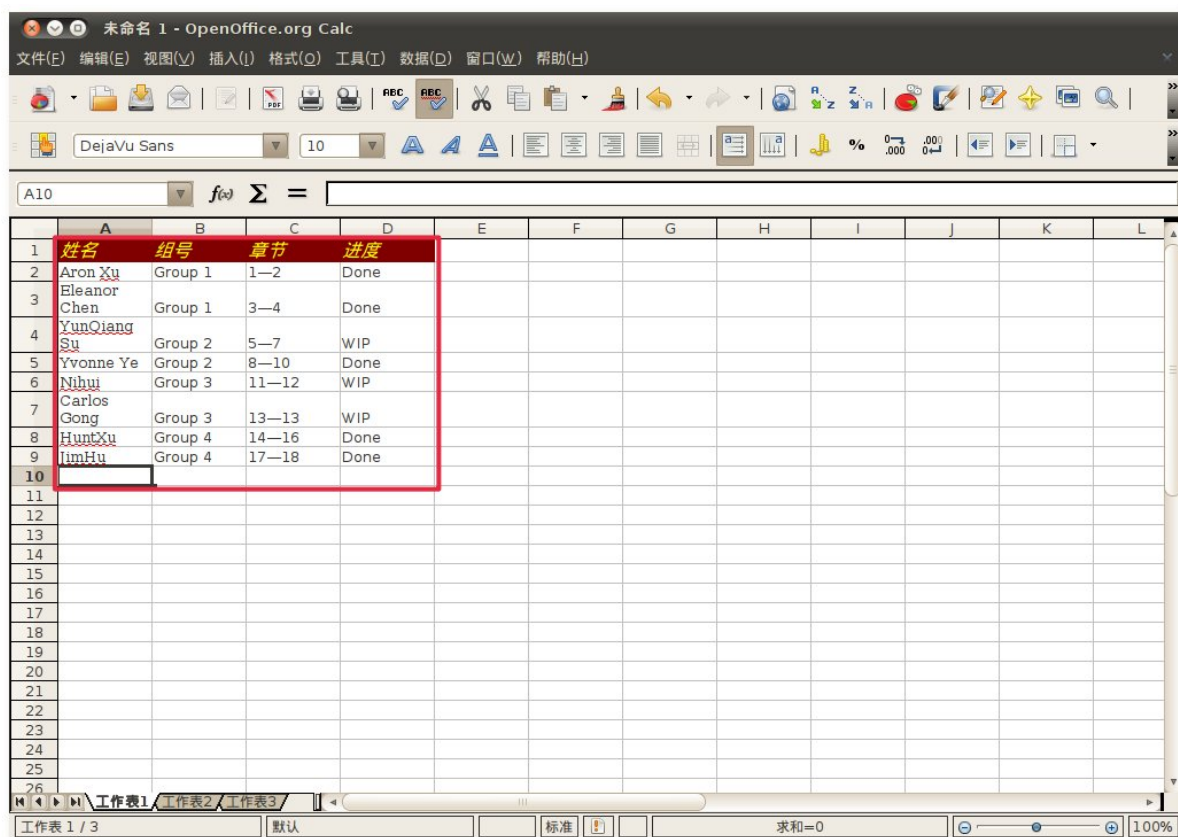 未命名 1 - OpenOffice.org Calc
文件(F) 编辑(E) 视图(V) 插入(I) 格式(O) 工具(T) 数据(D) 窗口(W) 帮助(H)
DejaVu Sans 10
A10 f(x) Σ =
A B C D E F G H I J K L
1 姓名 组号 章节 进度
2 Aron Xu Group 1 1—2 Done
3 Eleanor Chen Group 1 3—4 Done
4 YunQiang Su Group 2 5—7 WIP
5 Yvonne Ye Group 2 8—10 Done
6 Nihui Group 3 11—12 WIP
7 Carlos Gong Group 3 13—13 WIP
8 HuntXu Group 4 14—16 Done
9 JimHu Group 4 17—18 Done
10
11
12
13
14
15
16
17
18
19
20
21
22
23
24
25
26
工作表1 工作表2 工作表3
工作表 1 / 3 默认 标准 求和=0 100%